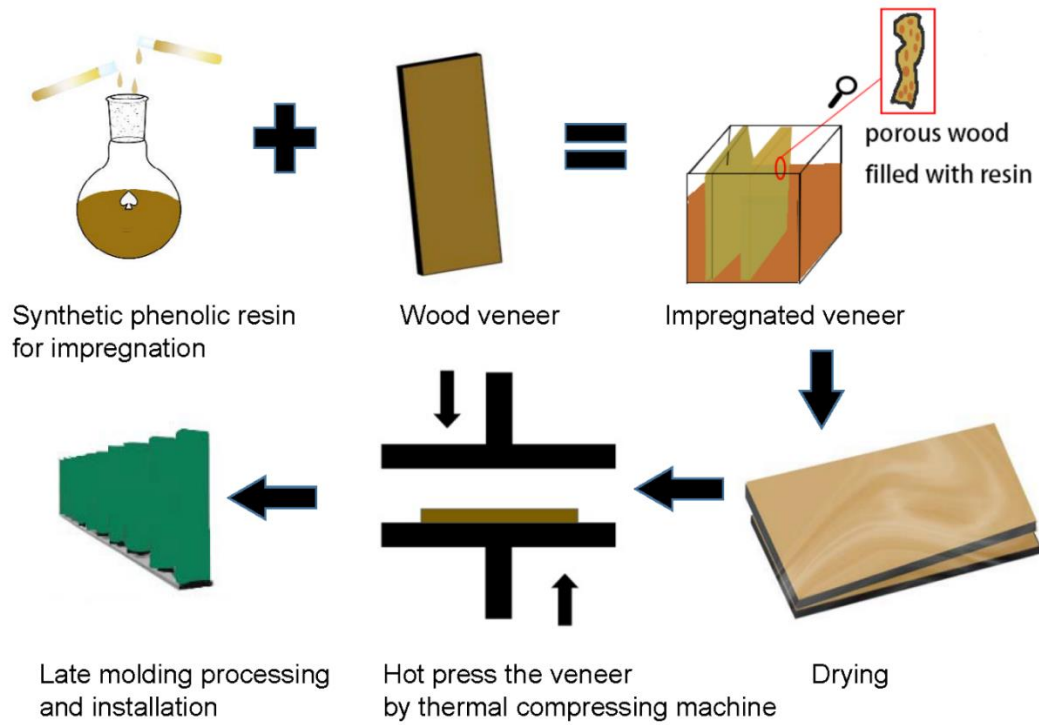 porous wood
filled with resin
Synthetic phenolic resin
for impregnation
Wood veneer
Impregnated veneer
Late molding processing
and installation
Hot press the veneer
by thermal compressing machine
Drying